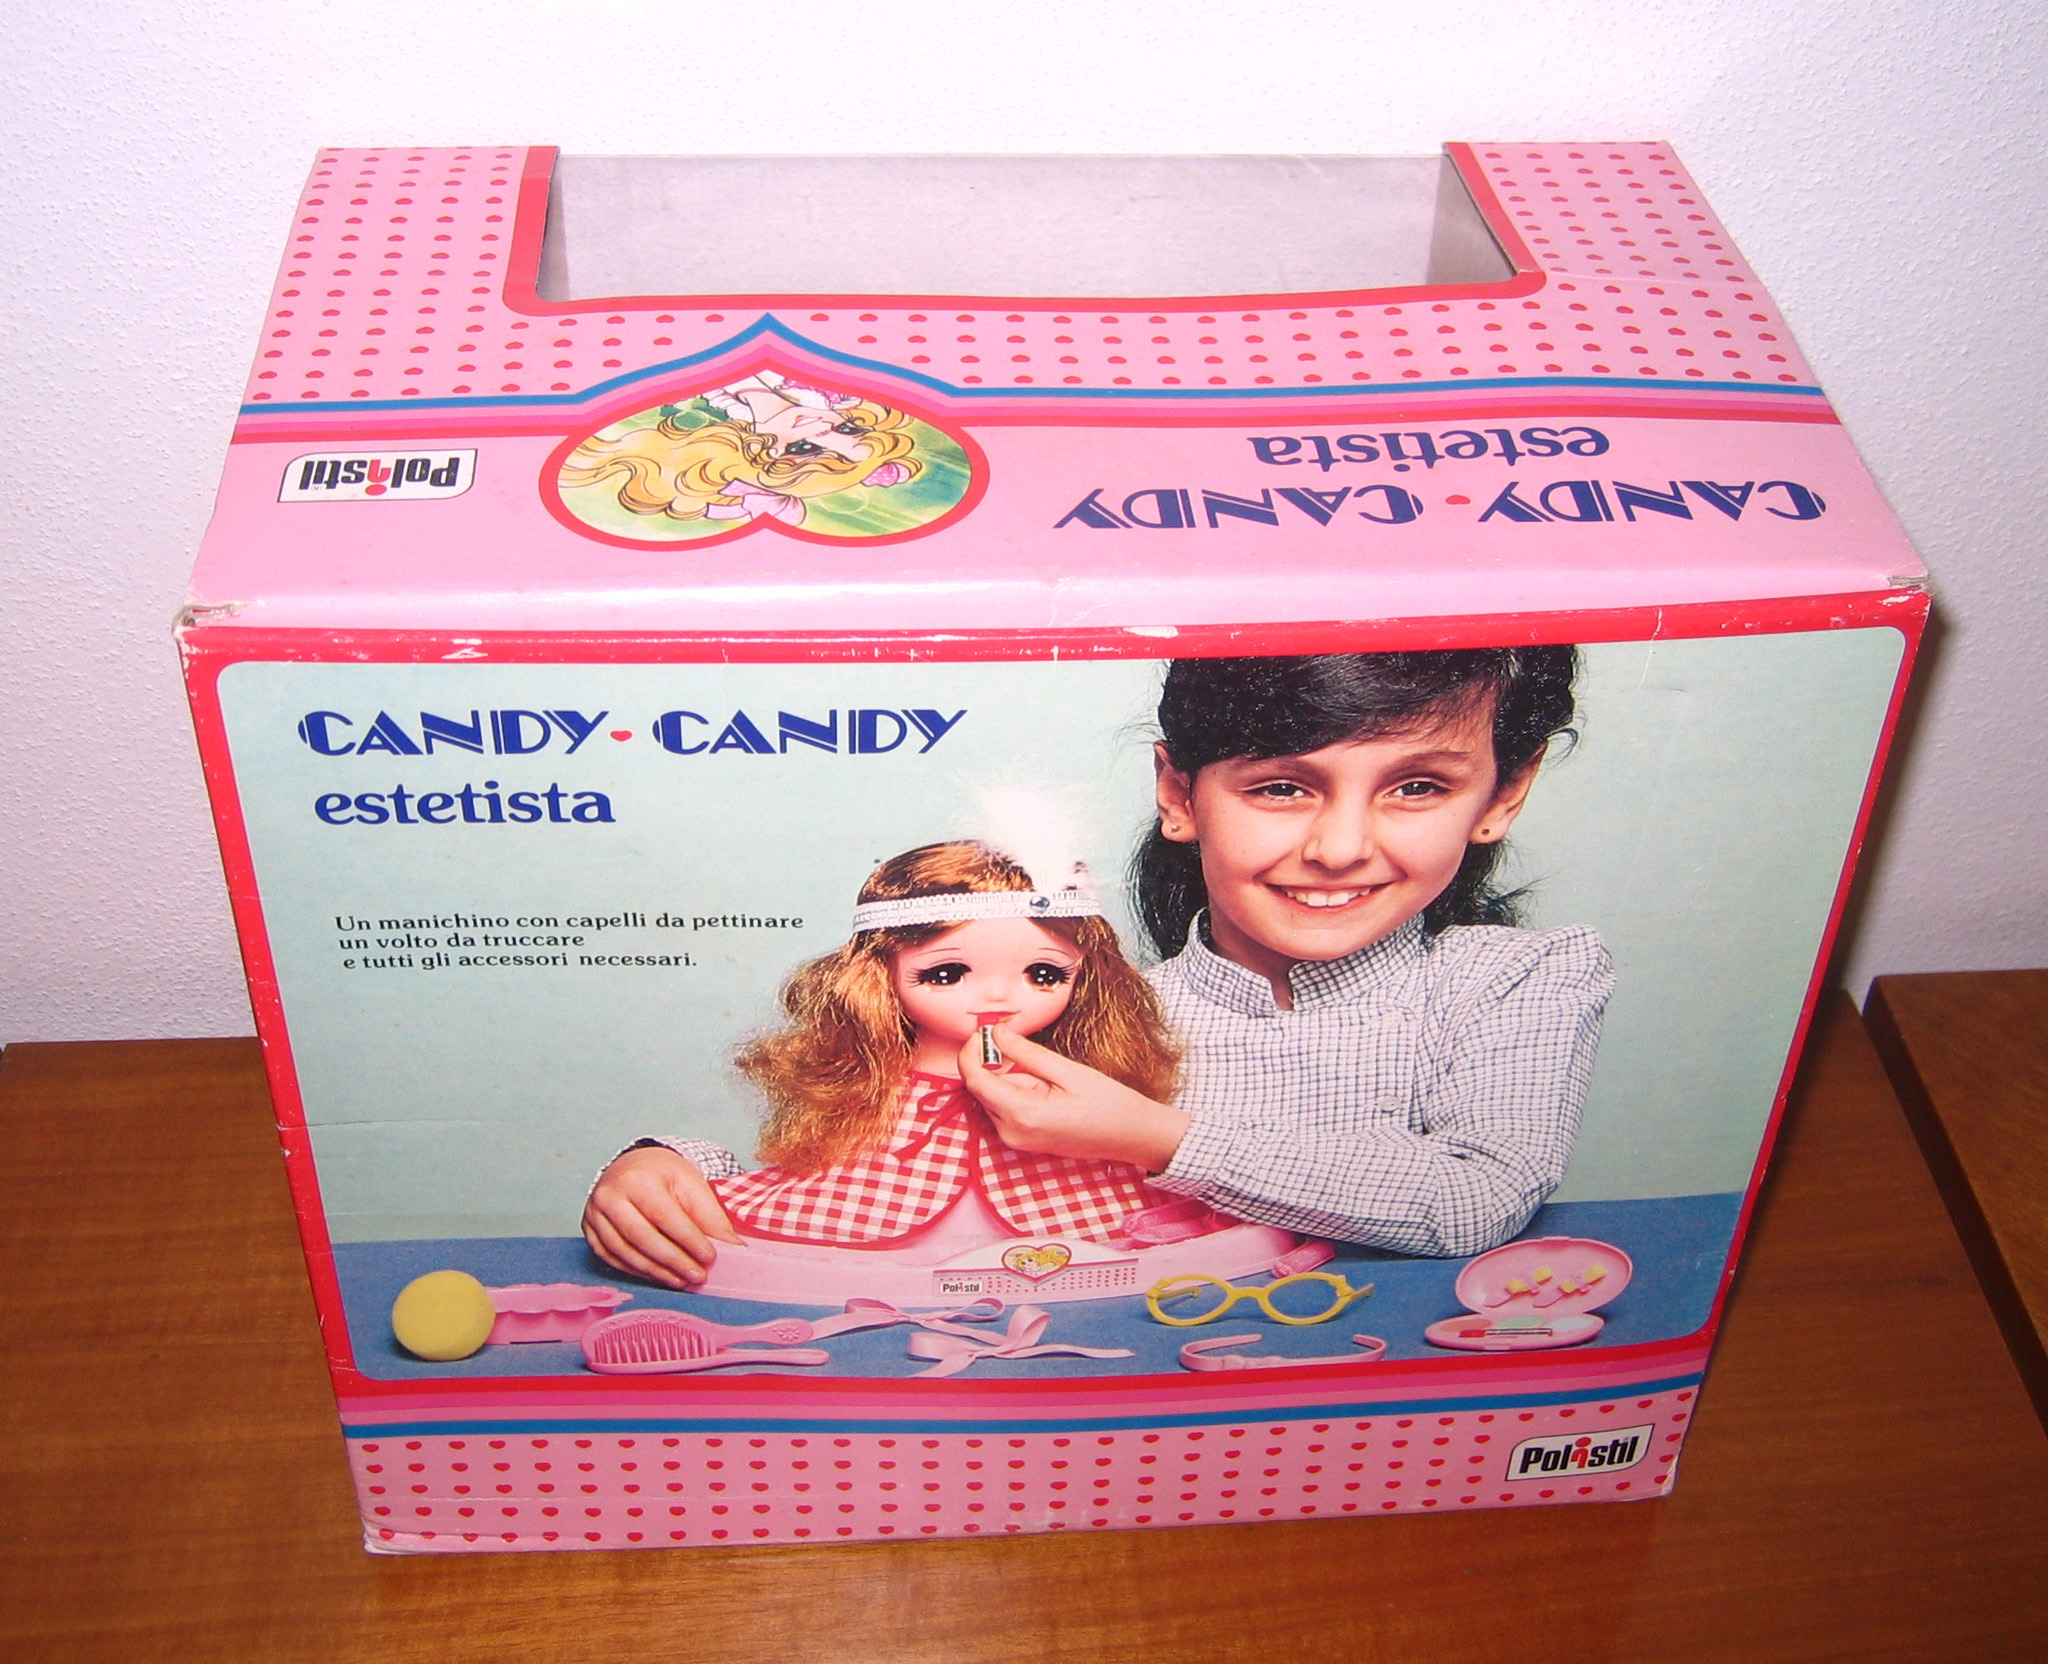 Polistil
estetista
CANDY·CANDY
CANDY·CANDY
estetista
Un manichino con capelli da pettinare
un volto da truccare
e tutti gli accessori necessari.
Polistil
Polistil